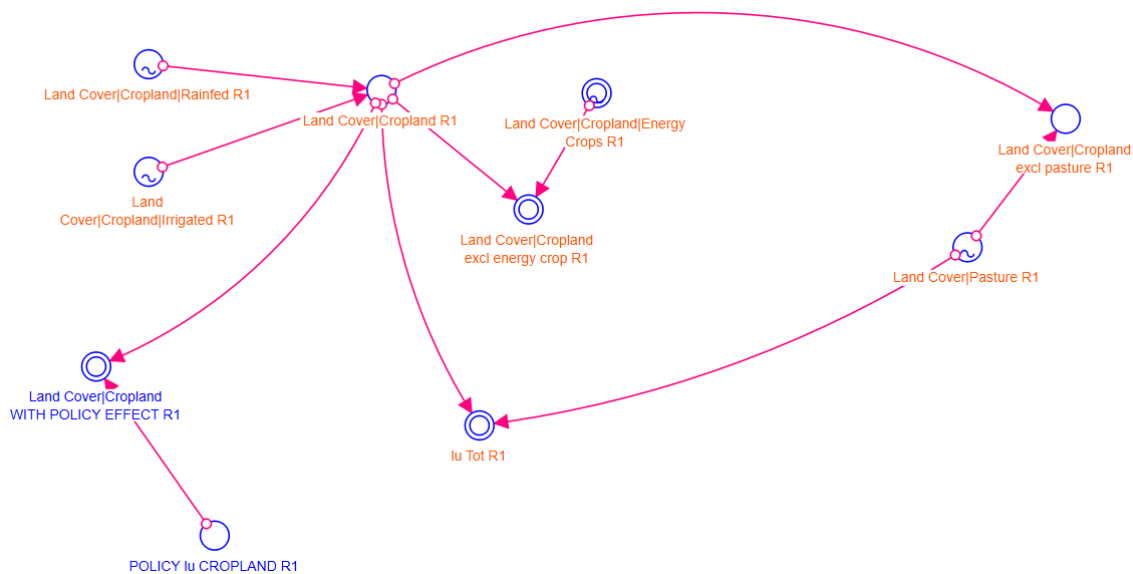 Land Cover|Cropland|Rainfed R1
Land Cover|Cropland R1
Land Cover|Cropland|Energy
Crops R1
Land Cover|Cropland
excl pasture R1
Land
Cover|Cropland|Irrigated R1
Land Cover|Cropland
excl energy crop R1
Land Cover|Pasture R1
Land Cover|Cropland
WITH POLICY EFFECT R1
lu Tot R1
POLICY lu CROPLAND R1